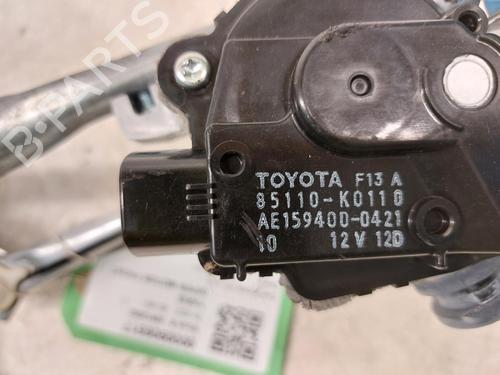 B-PARTS
TOYOTA F13 A
85110-K0110
AE159400-0421
10 12V 12D